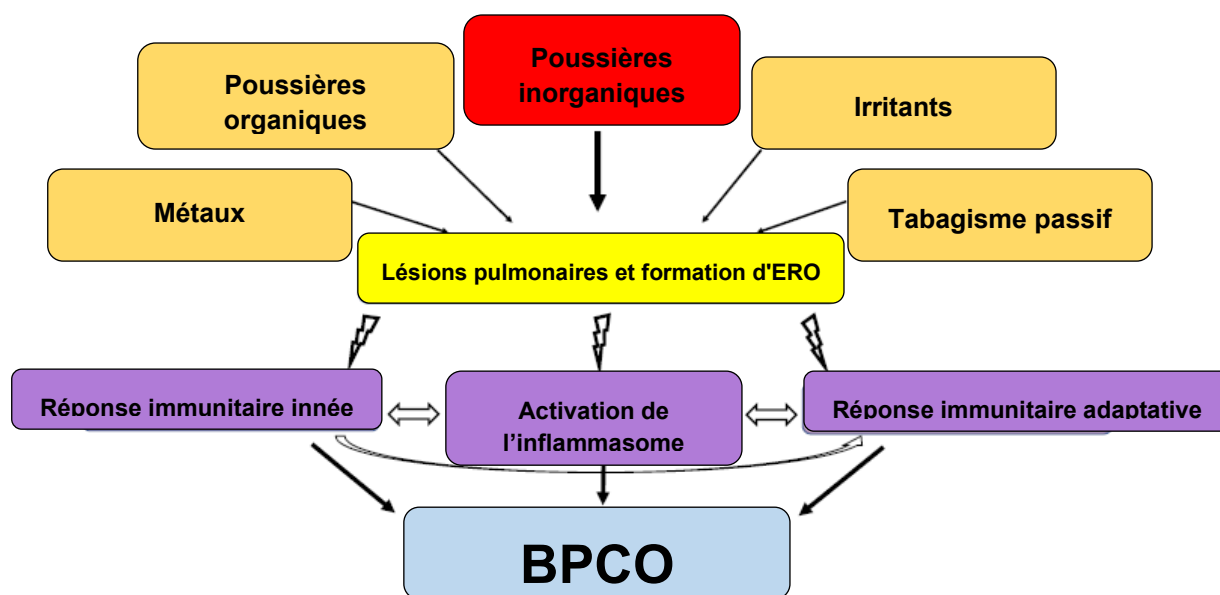 Poussières
inorganiques
Poussières
organiques
Irritants
Métaux
Tabagisme passif
Lésions pulmonaires et formation d'ERO
Réponse immunitaire innée
Activation de
l’inflammasome
Réponse immunitaire adaptative
BPCO